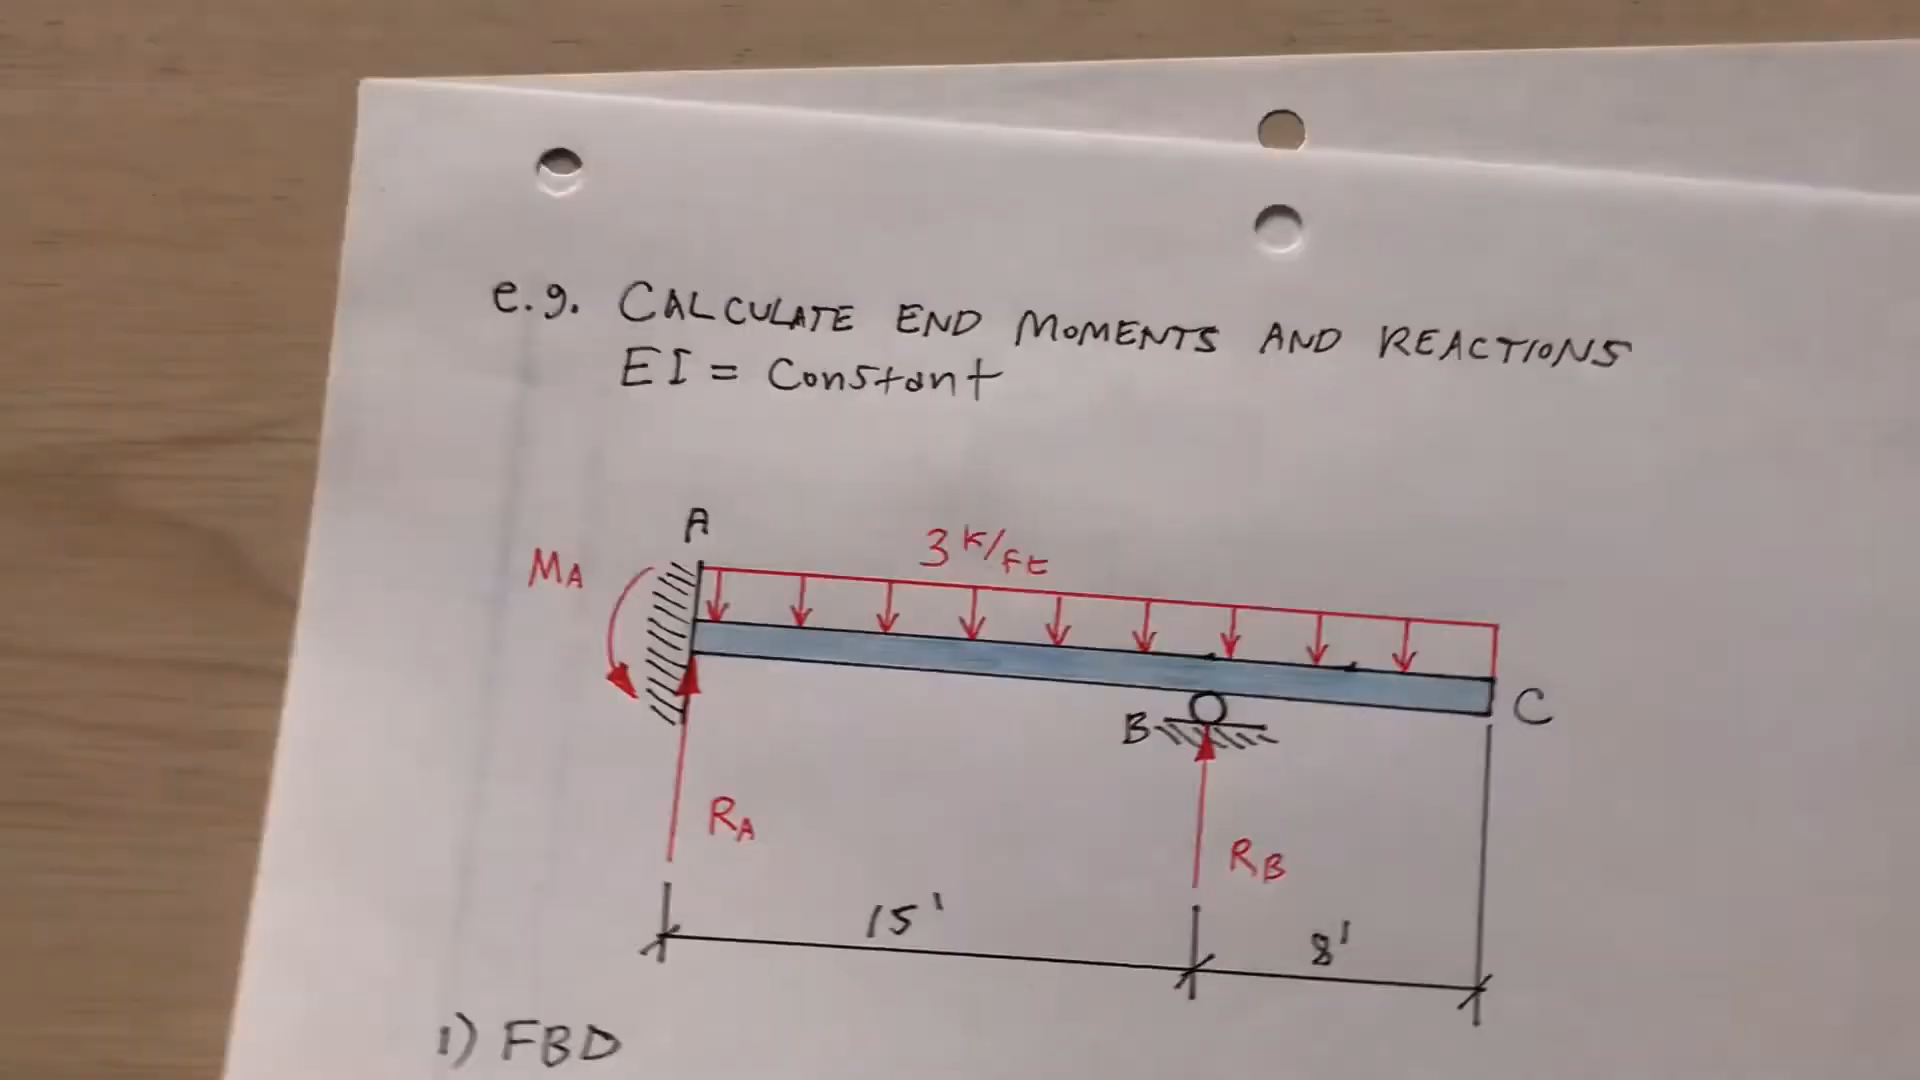 e.g. CALCULATE END MOMENTS AND REACTIONS
EI = Constant
A
MA
3 K/ft
C
B
RA
RB
15'
8'
1) FBD